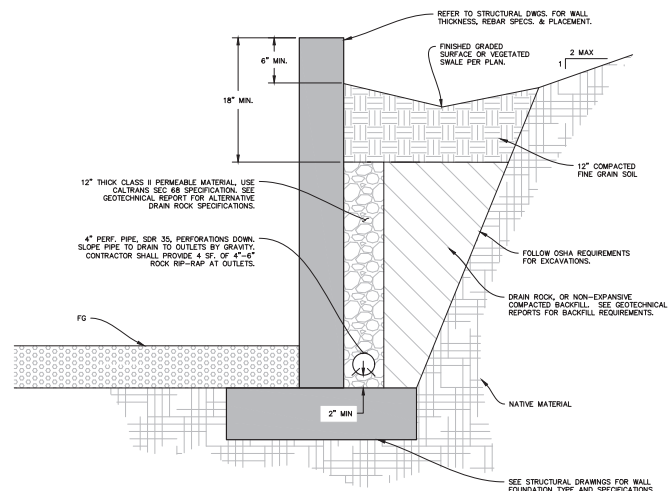 REFER TO STRUCTURAL DWGS. FOR WALL
THICKNESS, REBAR SPECS. & PLACEMENT.
6" MIN.
FINISHED GRADED
SURFACE OR VEGETATED
SWALE PER PLAN.
2 MAX
1
18" MIN.
12" COMPACTED
FINE GRAIN SOIL
12" THICK CLASS II PERMEABLE MATERIAL, USE
CALTRANS SEC 68 SPECIFICATION. SEE
GEOTECHNICAL REPORT FOR ALTERNATIVE
DRAIN ROCK SPECIFICATIONS.
4" PERF. PIPE, SDR 35, PERFORATIONS DOWN.
SLOPE PIPE TO DRAIN TO OUTLETS BY GRAVITY.
CONTRACTOR SHALL PROVIDE 4 SF. OF 4"-6"
ROCK RIP-RAP AT OUTLETS.
FOLLOW OSHA REQUIREMENTS
FOR EXCAVATIONS.
DRAIN ROCK, OR NON-EXPANSIVE
COMPACTED BACKFILL. SEE GEOTECHNICAL
REPORTS FOR BACKFILL REQUIREMENTS.
FG
NATIVE MATERIAL
2" MIN
SEE STRUCTURAL DRAWINGS FOR WALL
FOUNDATION TYPE AND SPECIFICATIONS